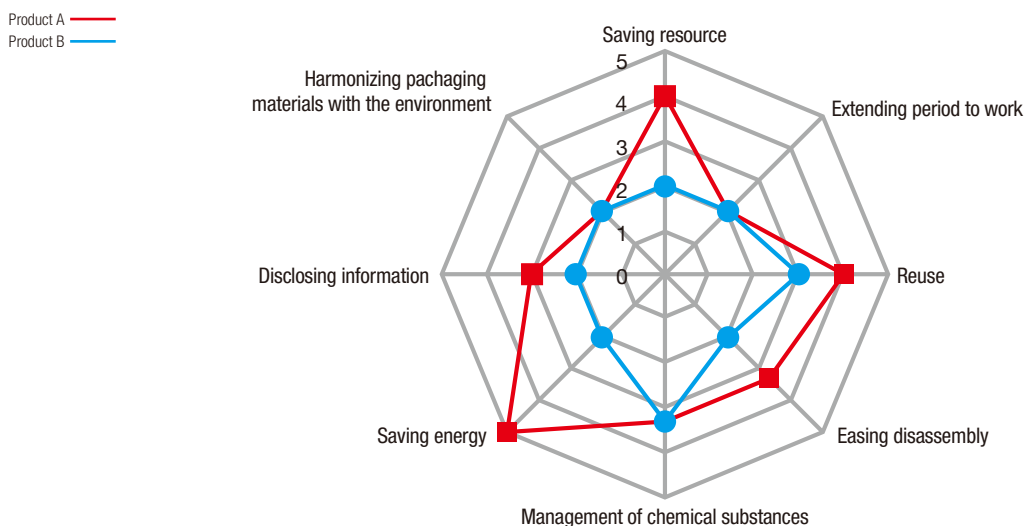 Product A
Product B
Saving resource
Harmonizing pachaging
materials with the environment
Extending period to work
5
4
3
2
1
0
Disclosing information
Reuse
Saving energy
Easing disassembly
Management of chemical substances